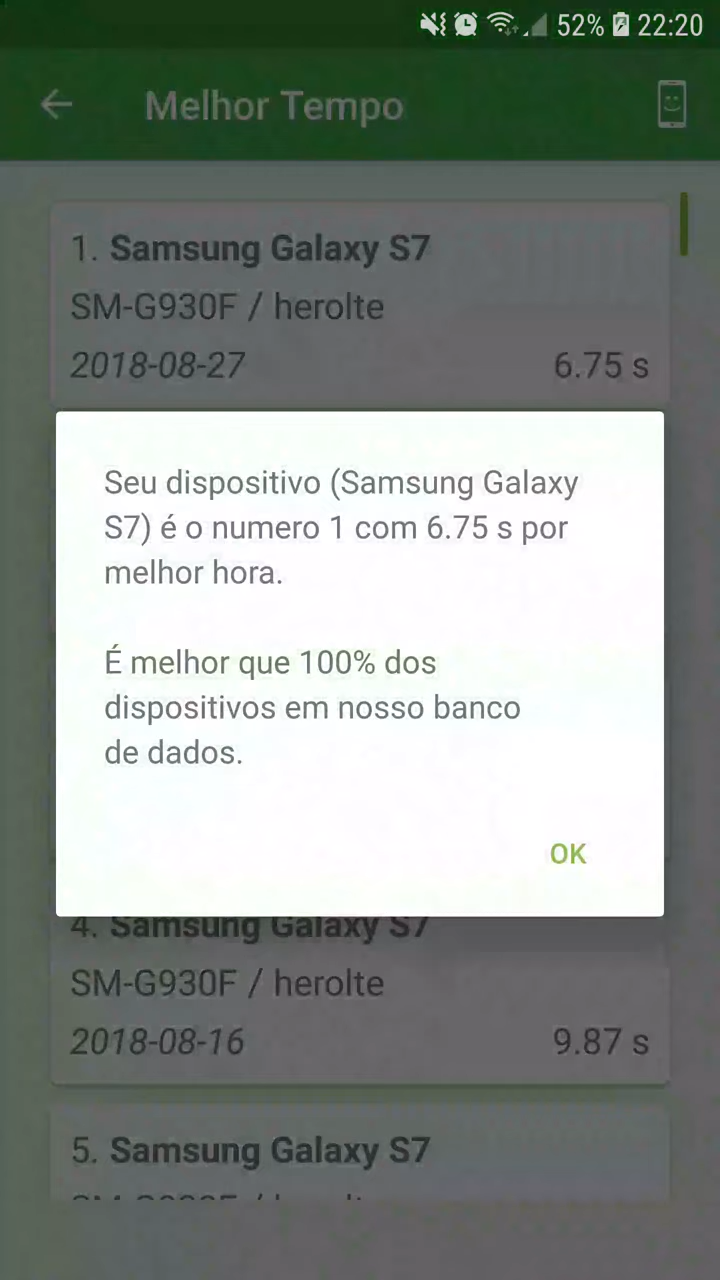 52% 22:20
Melhor Tempo
1. Samsung Galaxy S7
SM-G930F / herolte
2018-08-27 6.75 s
Seu dispositivo (Samsung Galaxy
S7) é o numero 1 com 6.75 s por
melhor hora.
É melhor que 100% dos
dispositivos em nosso banco
de dados.
OK
4. Samsung Galaxy S7
SM-G930F / herolte
2018-08-16 9.87 s
5. Samsung Galaxy S7